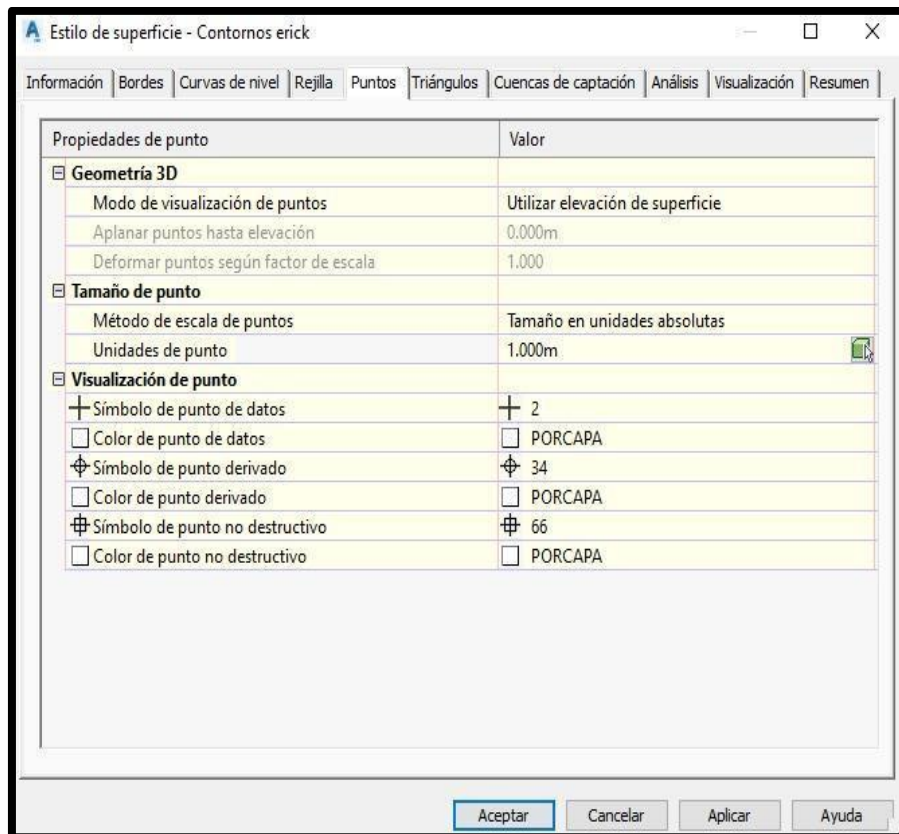 Estilo de superficie - Contornos erick
Información Bordes Curvas de nivel Rejilla Puntos Triángulos Cuencas de captación Análisis Visualización Resumen
Propiedades de punto Valor
Geometría 3D
Modo de visualización de puntos Utilizar elevación de superficie
Aplanar puntos hasta elevación 0.000m
Deformar puntos según factor de escala 1.000
Tamaño de punto
Método de escala de puntos Tamaño en unidades absolutas
Unidades de punto 1.000m
Visualización de punto
Símbolo de punto de datos 2
Color de punto de datos PORCAPA
Símbolo de punto derivado 34
Color de punto derivado PORCAPA
Símbolo de punto no destructivo 66
Color de punto no destructivo PORCAPA
Aceptar Cancelar Aplicar Ayuda